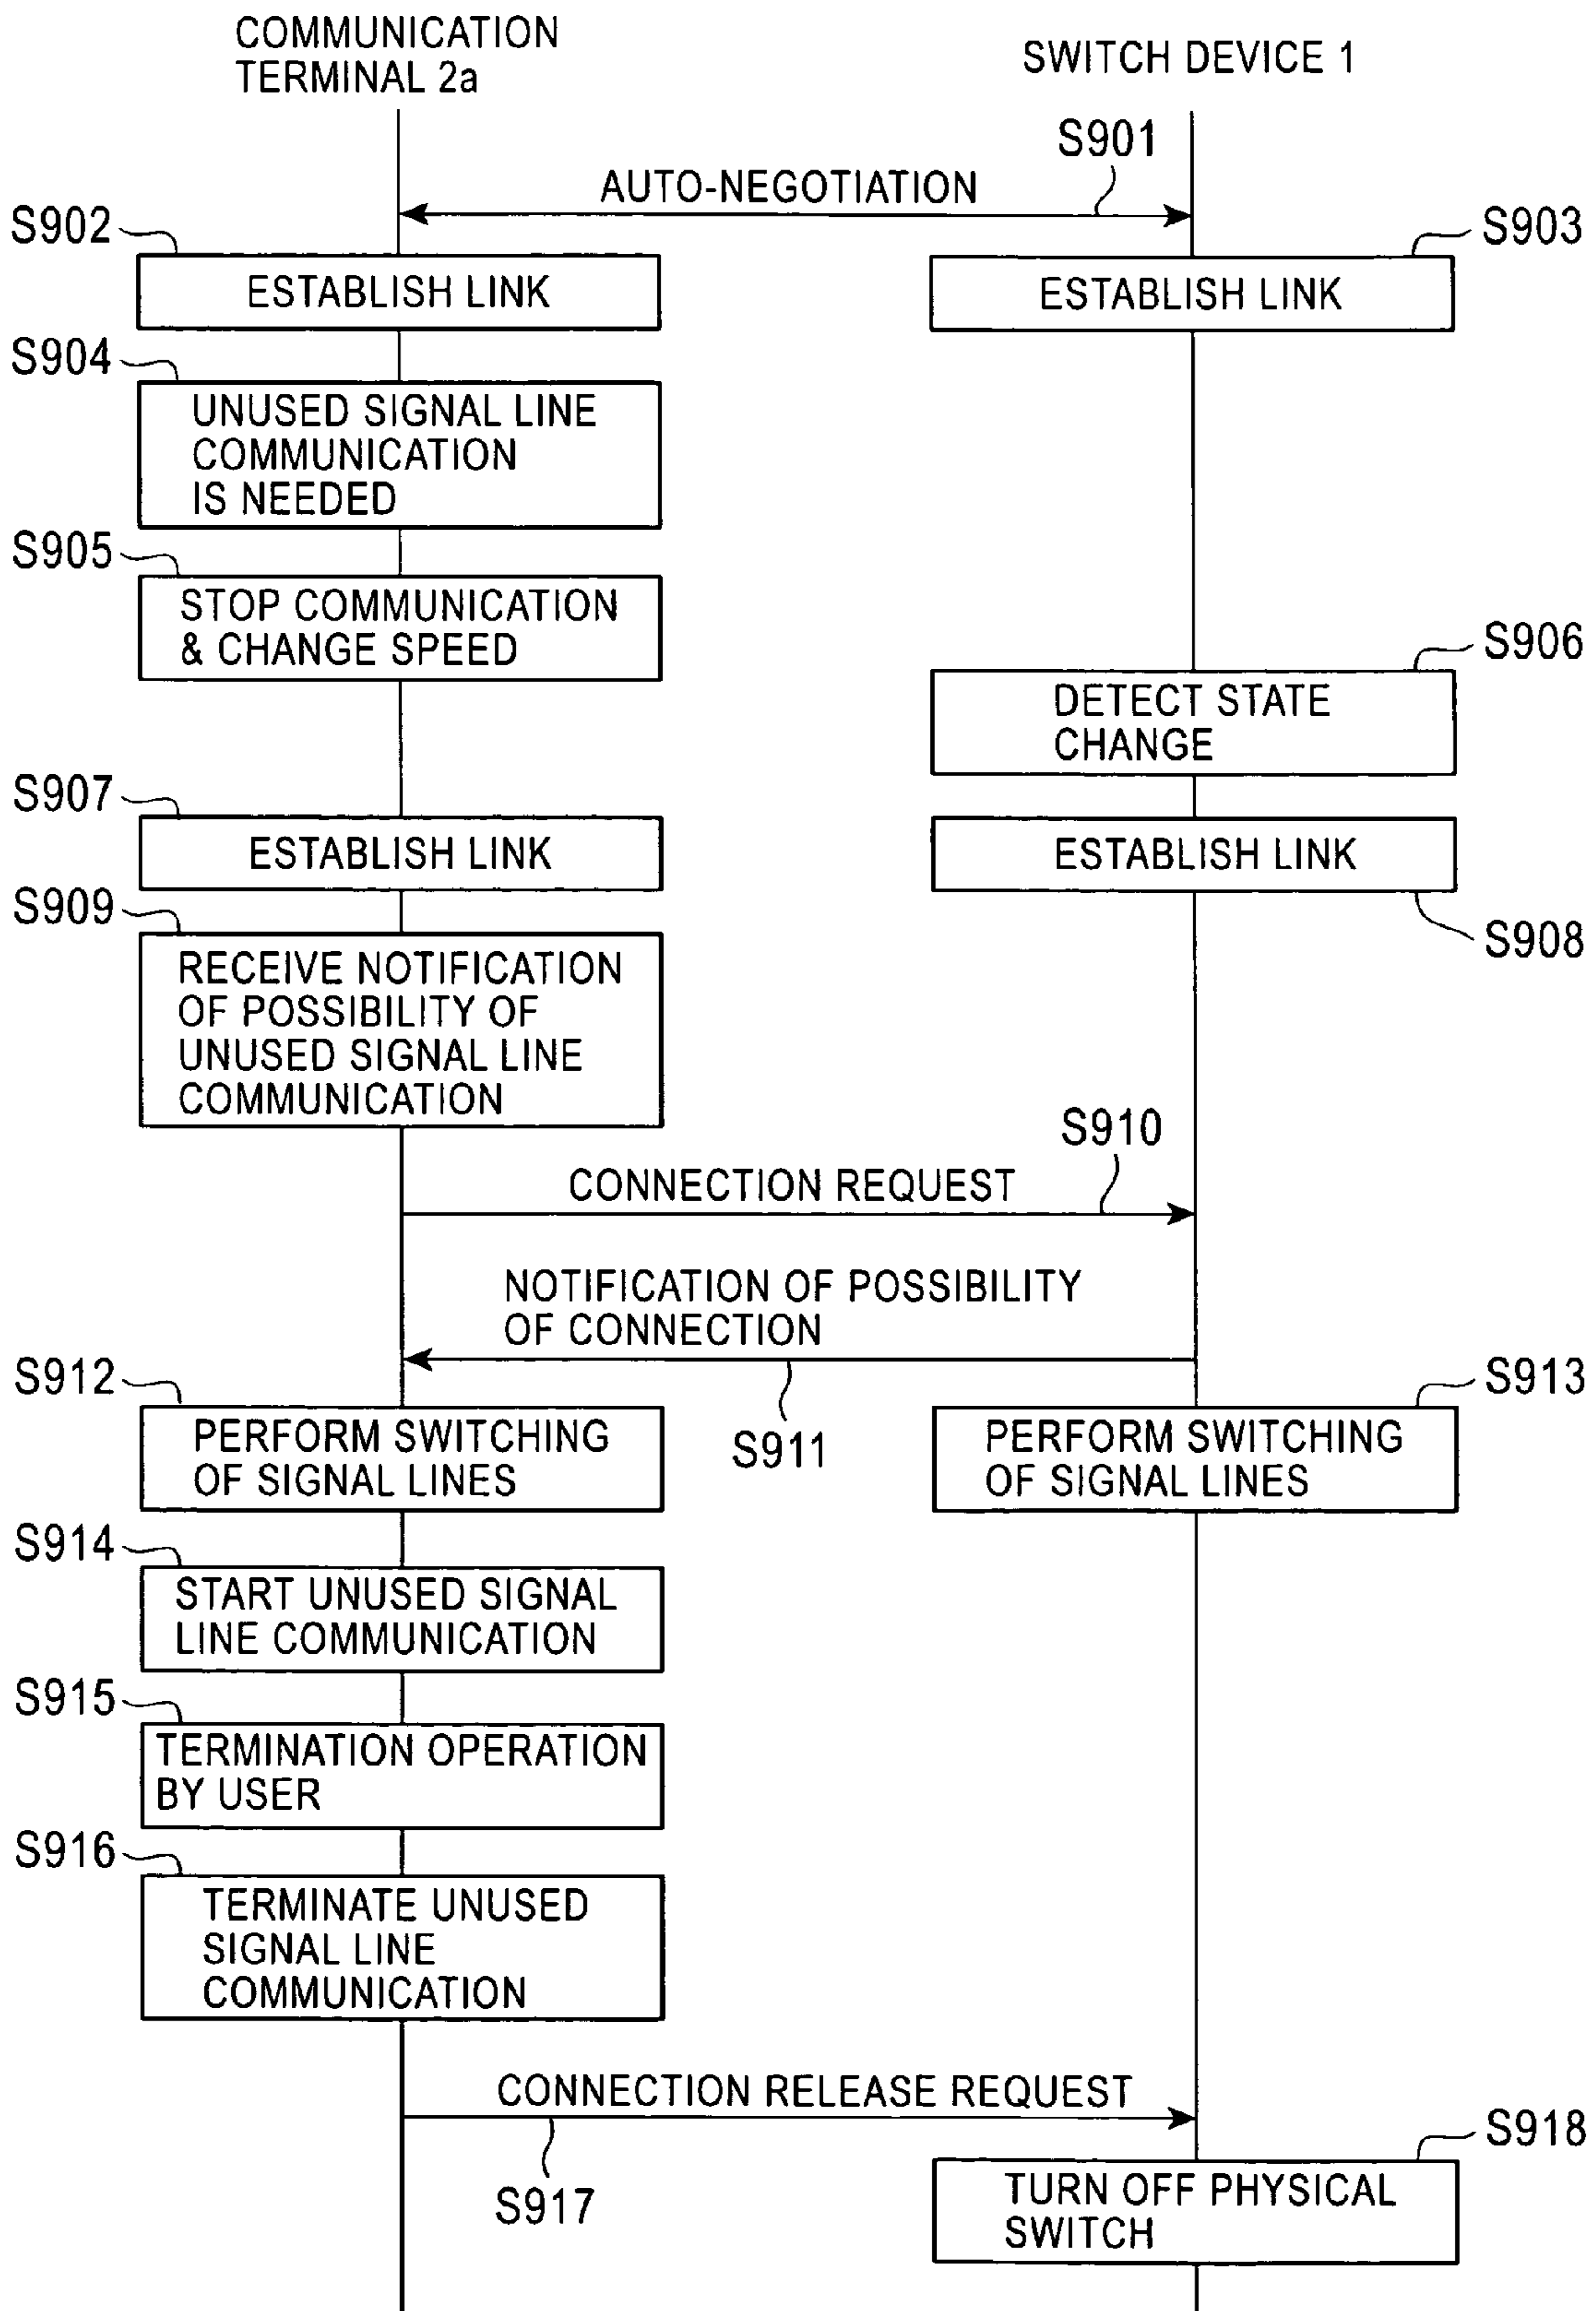 COMMUNICATION
TERMINAL 2a
SWITCH DEVICE 1
S901
AUTO-NEGOTIATION
S902
S903
ESTABLISH LINK
ESTABLISH LINK
S904
UNUSED SIGNAL LINE
COMMUNICATION
IS NEEDED
S905
STOP COMMUNICATION
& CHANGE SPEED
S906
DETECT STATE
CHANGE
S907
ESTABLISH LINK
ESTABLISH LINK
S908
S909
RECEIVE NOTIFICATION
OF POSSIBILITY OF
UNUSED SIGNAL LINE
COMMUNICATION
S910
CONNECTION REQUEST
NOTIFICATION OF POSSIBILITY
OF CONNECTION
S911
S912
S913
PERFORM SWITCHING
OF SIGNAL LINES
PERFORM SWITCHING
OF SIGNAL LINES
S914
START UNUSED SIGNAL
LINE COMMUNICATION
S915
TERMINATION OPERATION
BY USER
S916
TERMINATE UNUSED
SIGNAL LINE
COMMUNICATION
CONNECTION RELEASE REQUEST
S917
S918
TURN OFF PHYSICAL
SWITCH